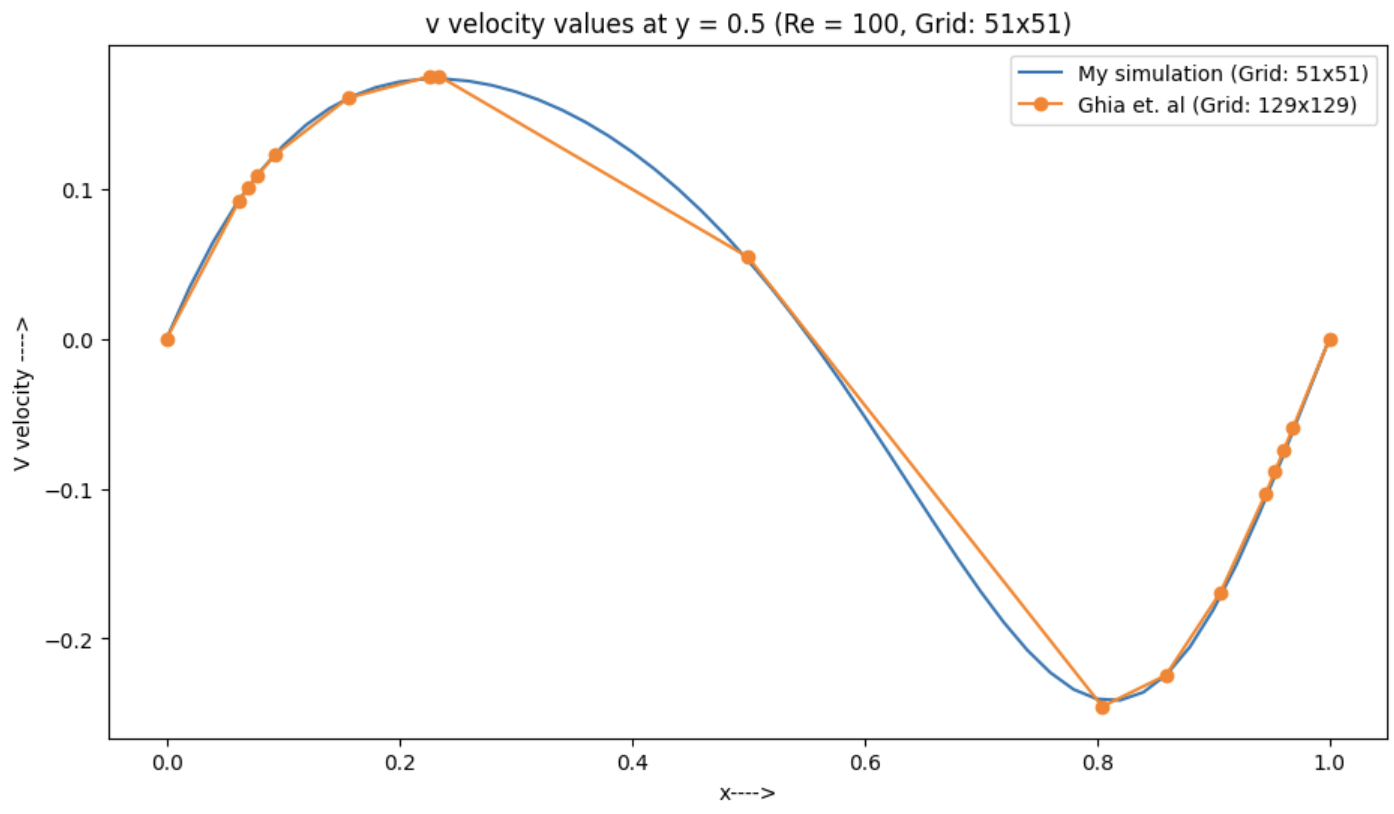 v velocity values at y = 0.5 (Re = 100, Grid: 51x51)
My simulation (Grid: 51x51)
Ghia et. al (Grid: 129x129)
V velocity ---->
0.1
0.0
−0.1
−0.2
0.0 0.2 0.4 0.6 0.8 1.0
x---->